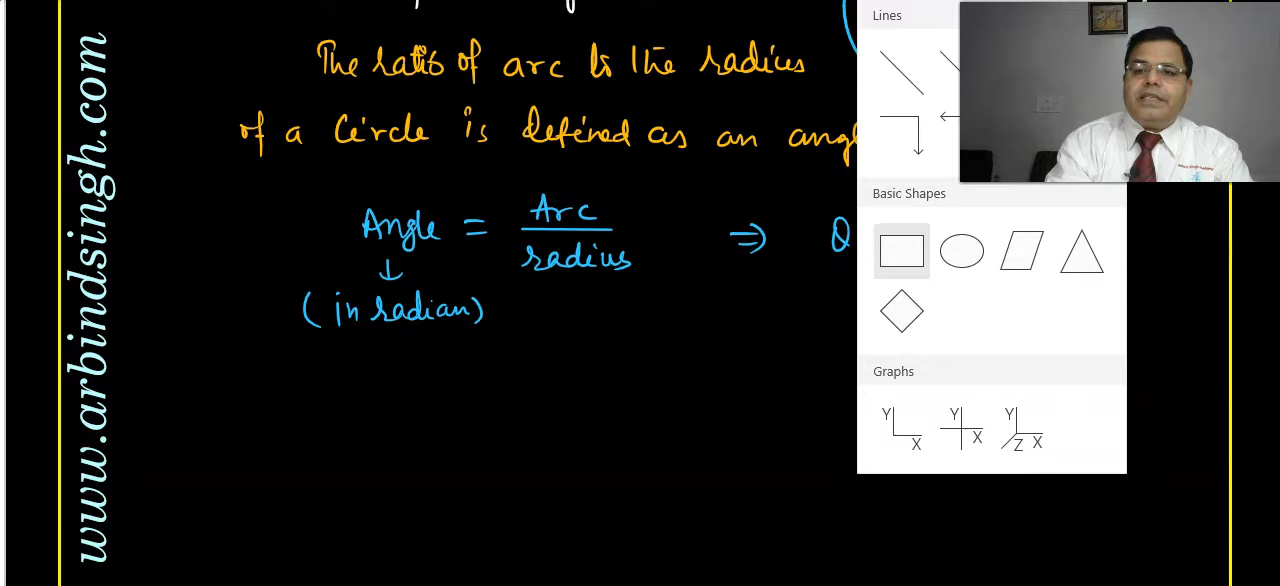 The ratio of arc to the radius
of a Circle is defined as an angl
Angle = Arc / radius ⇒ θ
↓
(in radian)
www.arbindsingh.com
Lines
Basic Shapes
Graphs
Y X
Y X
Y Z X